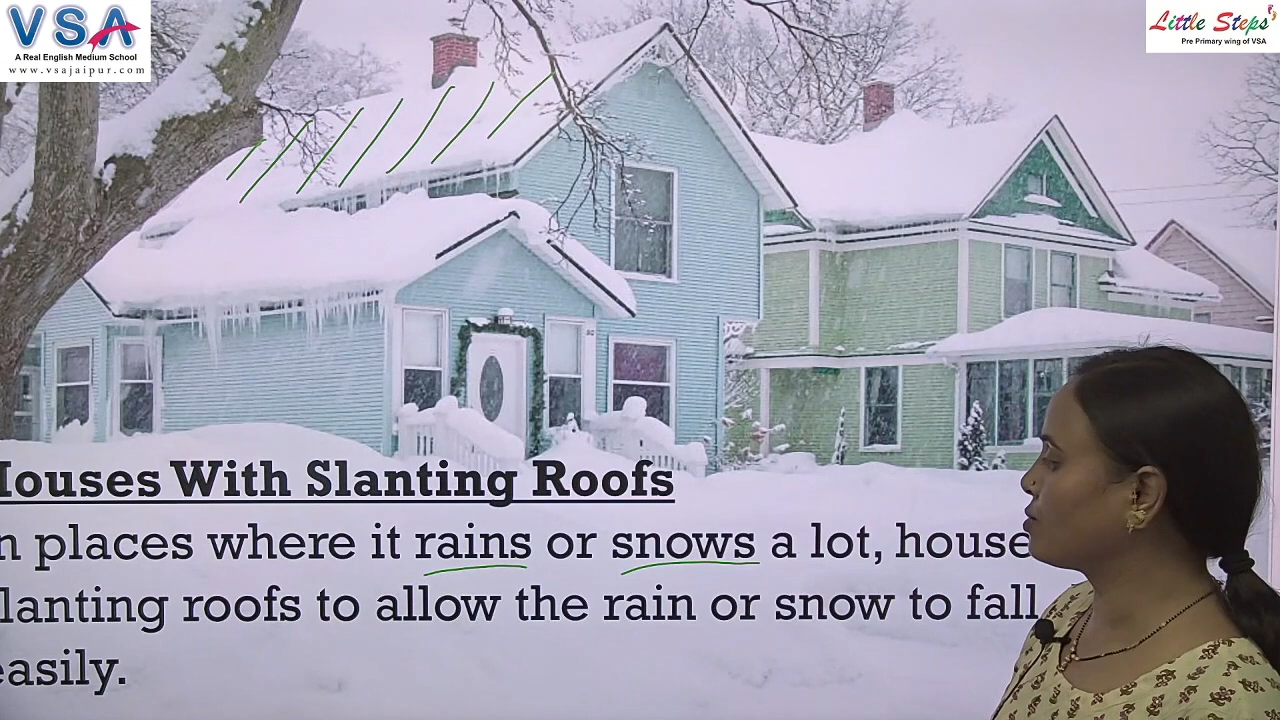 VSA
A Real English Medium School
www.vsajaipur.com
Little Steps
Pre Primary wing of VSA
Houses With Slanting Roofs
n places where it rains or snows a lot, house
lanting roofs to allow the rain or snow to fall
easily.